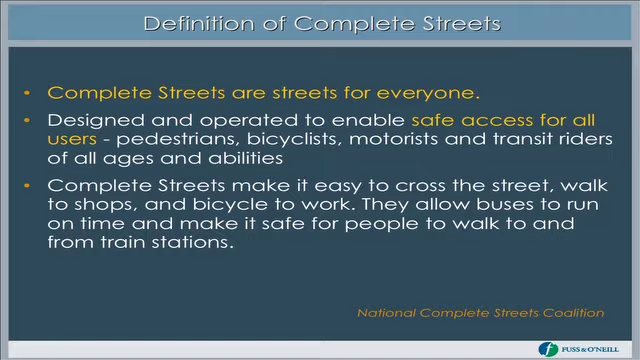 Definition of Complete Streets
• Complete Streets are streets for everyone.
• Designed and operated to enable safe access for all
users - pedestrians, bicyclists, motorists and transit riders
of all ages and abilities
• Complete Streets make it easy to cross the street, walk
to shops, and bicycle to work. They allow buses to run
on time and make it safe for people to walk to and
from train stations.
National Complete Streets Coalition
FUSS & O'NEILL